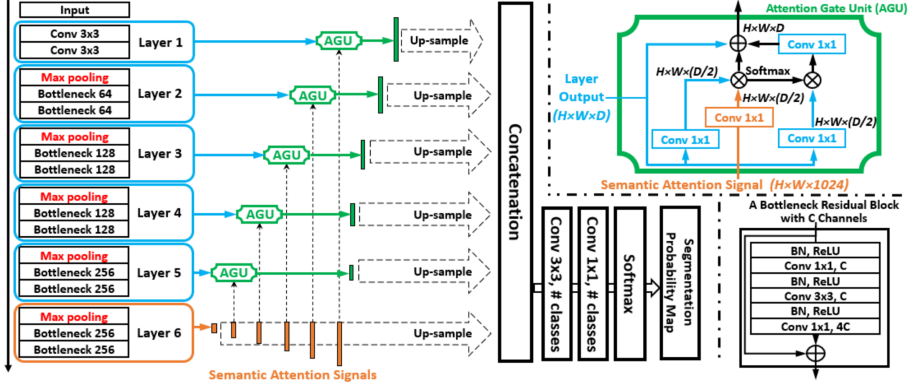 Input
Conv 3x3
Conv 3x3
Layer 1
AGU
Up-sample
Max pooling
Bottleneck 64
Bottleneck 64
Layer 2
AGU
Up-sample
Max pooling
Bottleneck 128
Bottleneck 128
Layer 3
AGU
Up-sample
Max pooling
Bottleneck 128
Bottleneck 128
Layer 4
AGU
Up-sample
Max pooling
Bottleneck 256
Bottleneck 256
Layer 5
AGU
Up-sample
Max pooling
Bottleneck 256
Bottleneck 256
Layer 6
Up-sample
Semantic Attention Signals
Concatenation
Conv 3x3, #
classes
Conv 1x1, #
classes
Softmax
Segmentation
Probability Map
Attention Gate Unit (AGU)
H×W×D
Conv 1x1
H×W×(D/2)
Softmax
Layer
Output
(H×W×D)
H×W×(D/2)
Conv 1x1
H×W×(D/2)
Conv 1x1
Conv 1x1
Semantic Attention Signal (H×W×1024)
A Bottleneck Residual Block
with C Channels
BN, ReLU
Conv 1x1, C
BN, ReLU
Conv 3x3, C
BN, ReLU
Conv 1x1, 4C